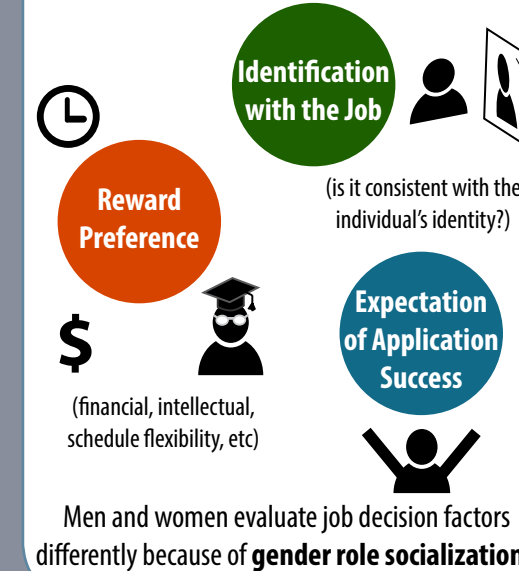 Identification
with the Job
(is it consistent with the
individual's identity?)
Reward
Preference
$
(financial, intellectual,
schedule flexibility, etc)
Expectation
of Application
Success
Men and women evaluate job decision factors
differently because of gender role socialization